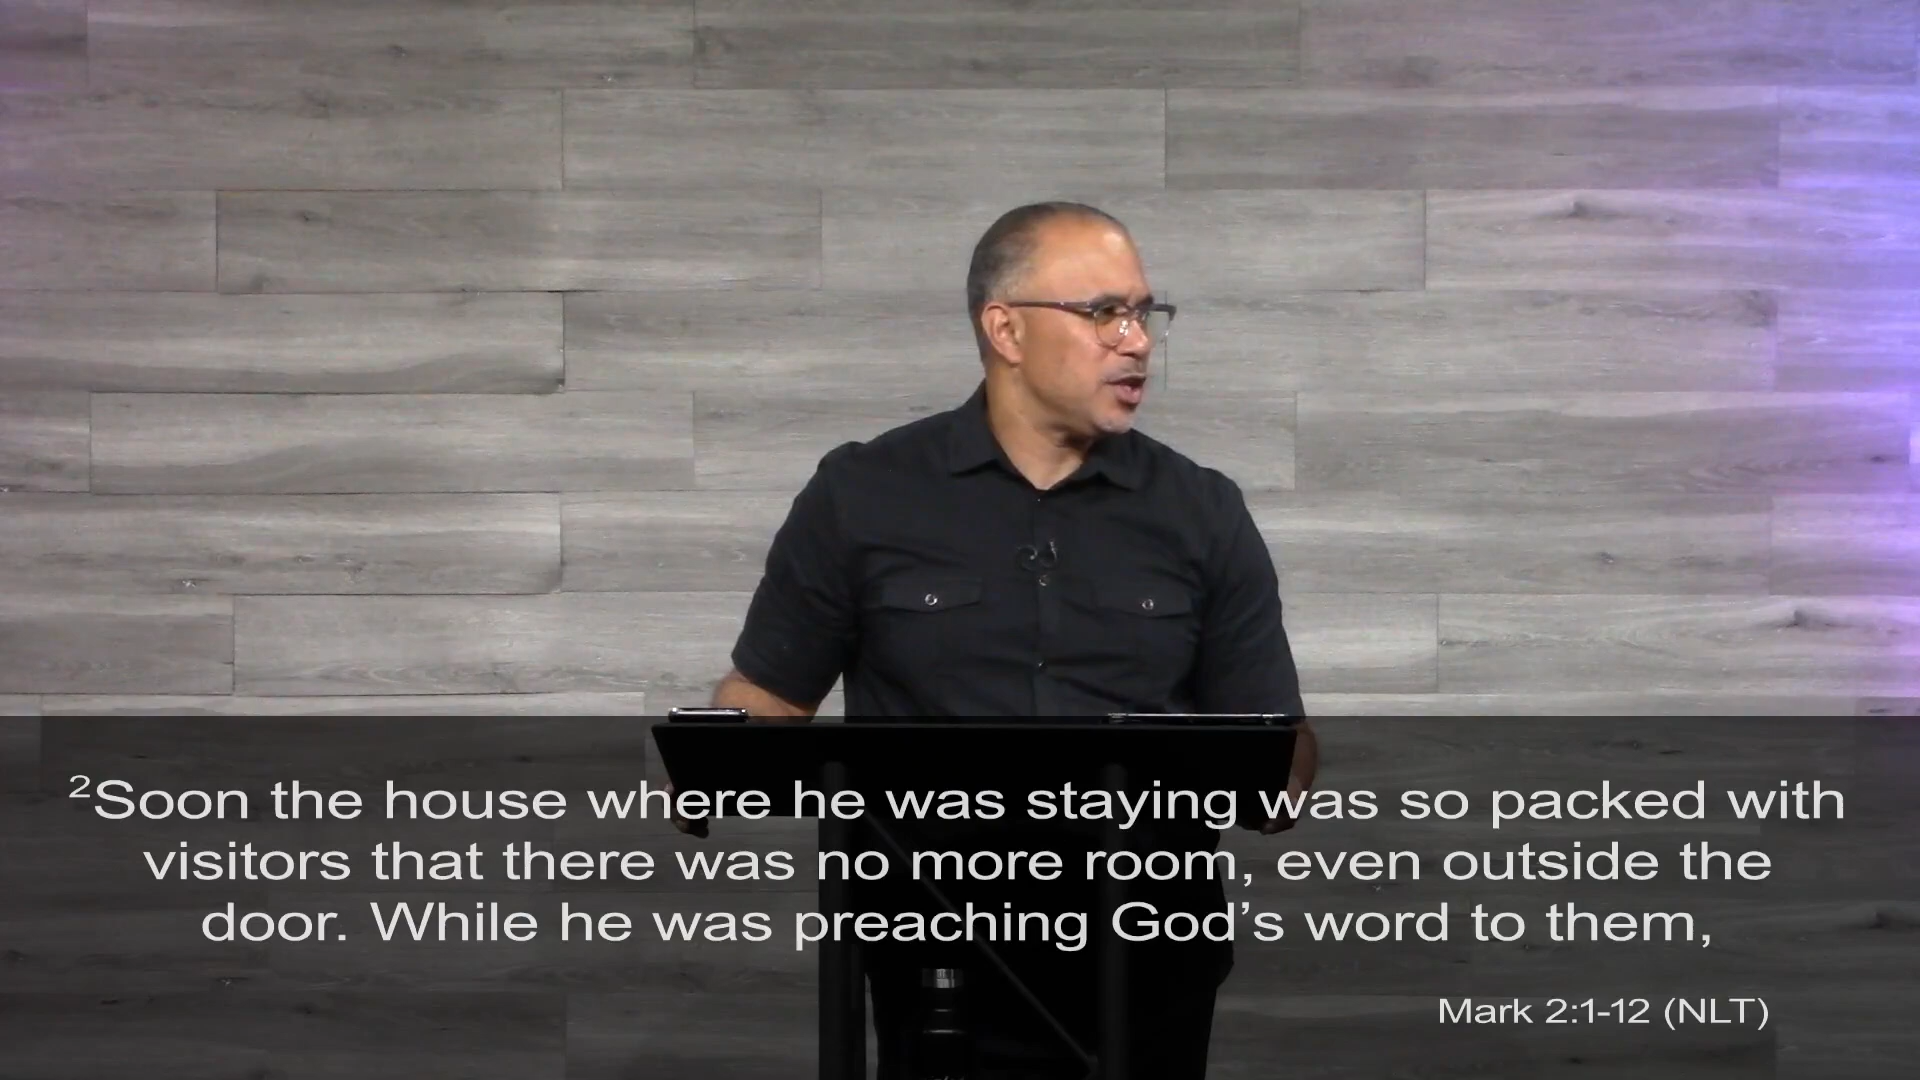 ²Soon the house where he was staying was so packed with
visitors that there was no more room, even outside the
door. While he was preaching God’s word to them,
Mark 2:1-12 (NLT)